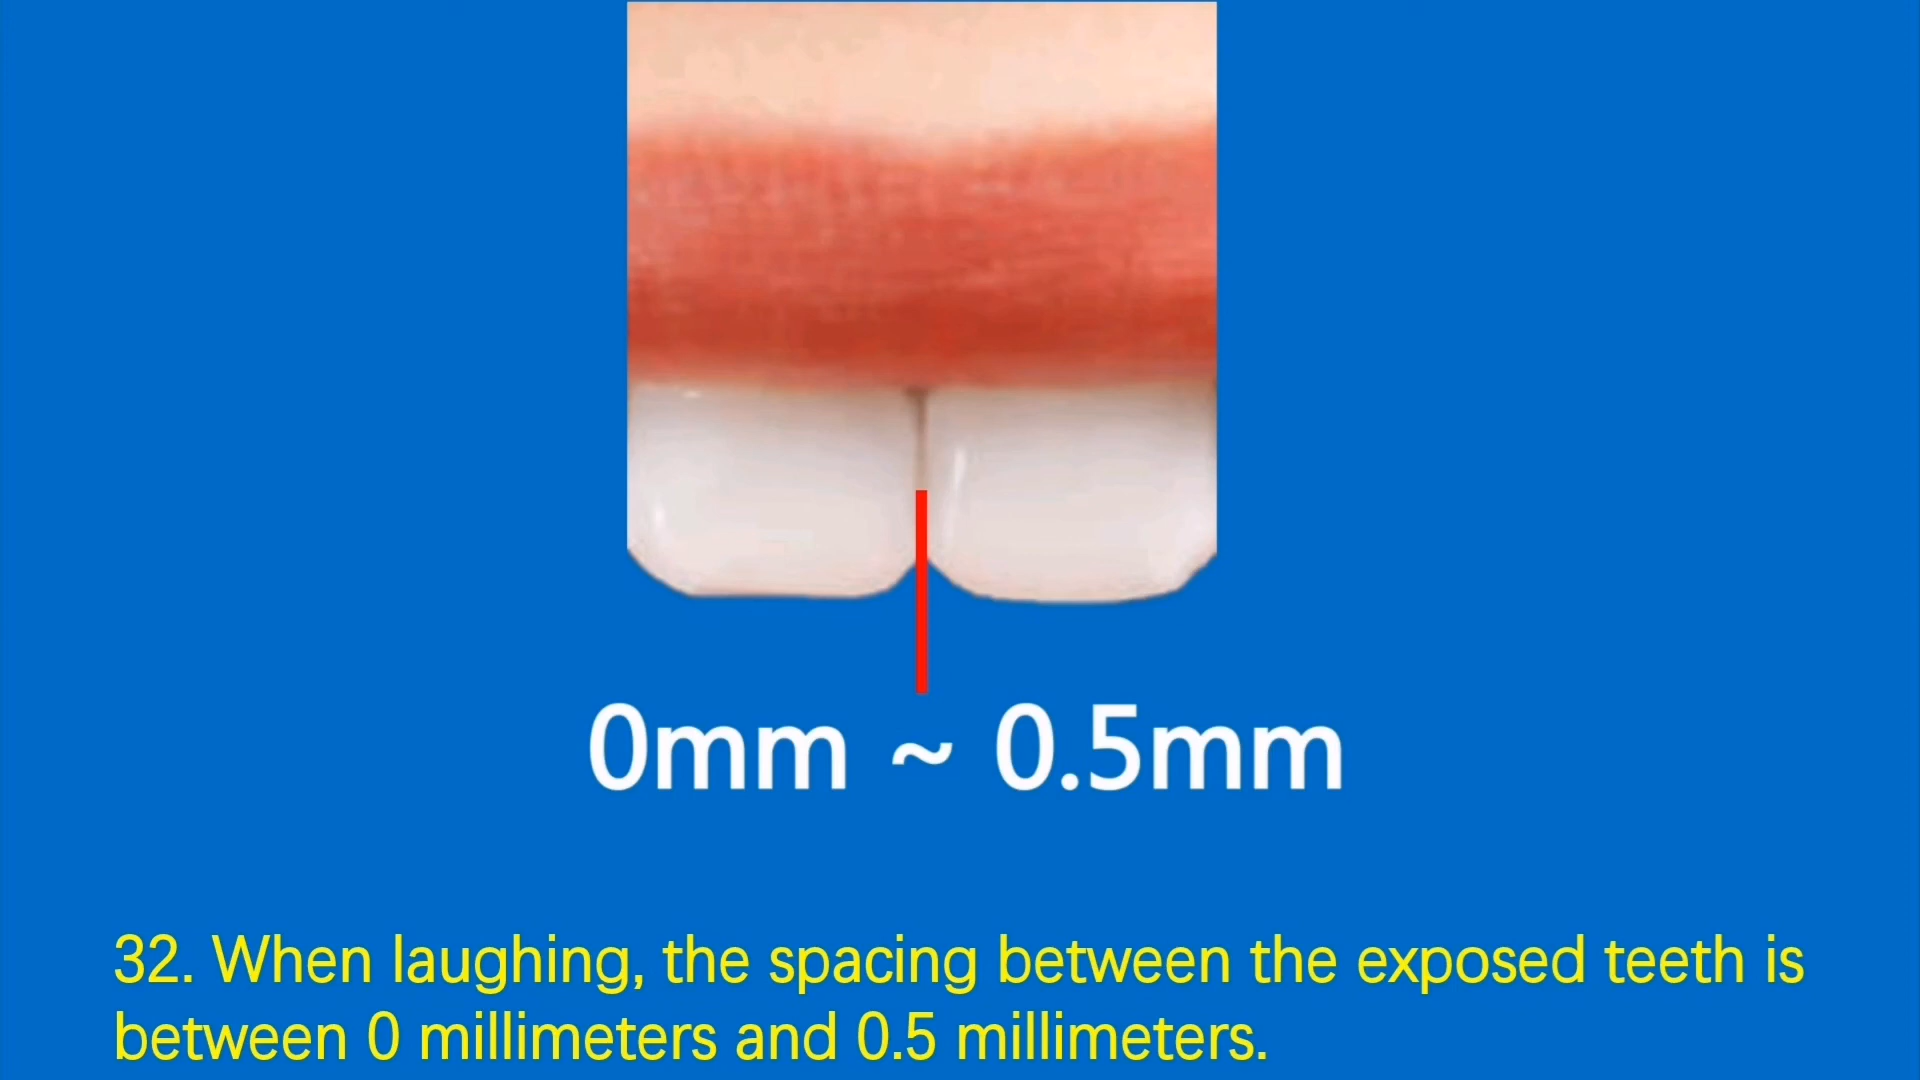 0mm ~ 0.5mm
32. When laughing, the spacing between the exposed teeth is
between 0 millimeters and 0.5 millimeters.